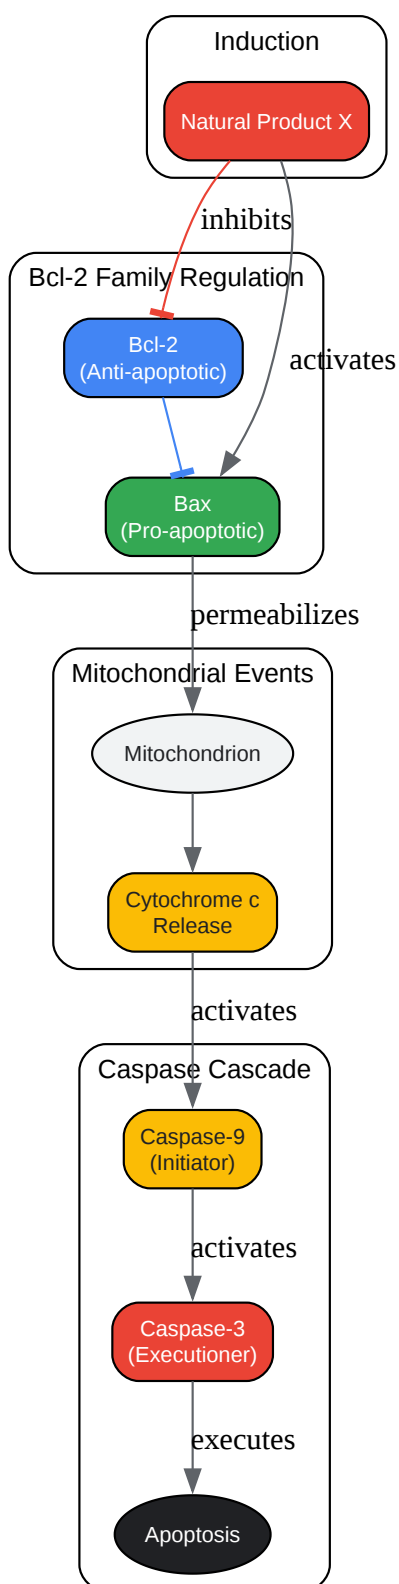 Induction
Natural Product X
inhibits
Bcl-2 Family Regulation
Bcl-2
(Anti-apoptotic)
activates
Bax
(Pro-apoptotic)
permeabilizes
Mitochondrial Events
Mitochondrion
Cytochrome c
Release
activates
Caspase Cascade
Caspase-9
(Initiator)
activates
Caspase-3
(Executioner)
executes
Apoptosis